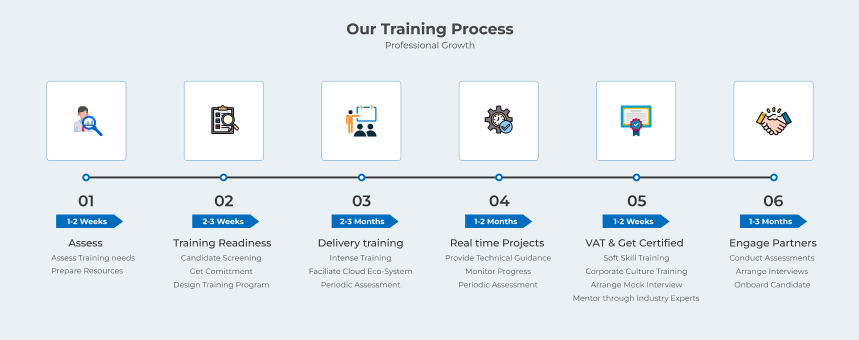 Our Training Process
Professional Growth
01
1-2 Weeks
Assess
Assess Training needs
Prepare Resources
02
2-3 Weeks
Training Readiness
Candidate Screening
Get Comittment
Design Training Program
03
2-3 Months
Delivery training
Intense Training
Faciliate Cloud Eco-System
Periodic Assessment
04
1-2 Months
Real time Projects
Provide Technical Guidance
Monitor Progress
Periodic Assessment
05
1-2 Weeks
VAT & Get Certified
Soft Skill Training
Corporate Culture Training
Arrange Mock Interview
Mentor through Industry Experts
06
1-3 Months
Engage Partners
Conduct Assessments
Arrange Interviews
Onboard Candidate